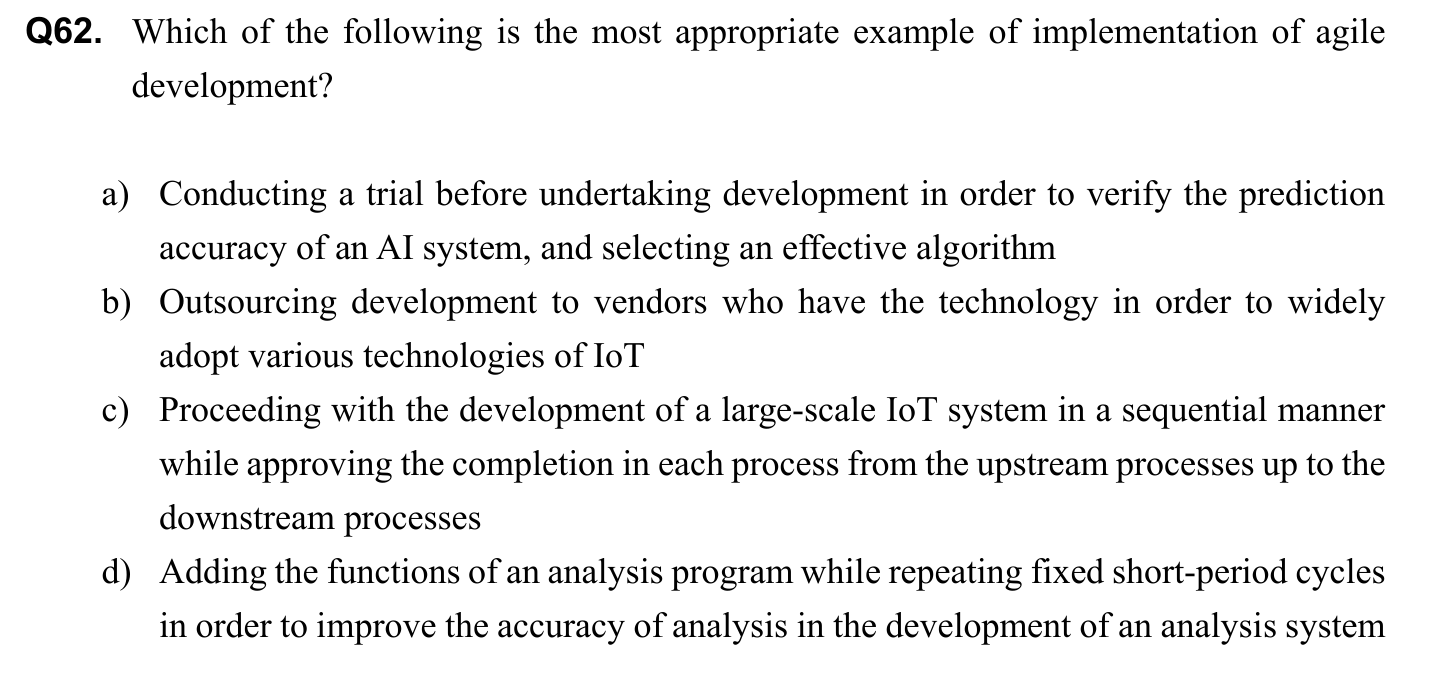 Q62. Which of the following is the most appropriate example of implementation of agile
development?
a) Conducting a trial before undertaking development in order to verify the prediction
accuracy of an AI system, and selecting an effective algorithm
b) Outsourcing development to vendors who have the technology in order to widely
adopt various technologies of IoT
c) Proceeding with the development of a large-scale IoT system in a sequential manner
while approving the completion in each process from the upstream processes up to the
downstream processes
d) Adding the functions of an analysis program while repeating fixed short-period cycles
in order to improve the accuracy of analysis in the development of an analysis system